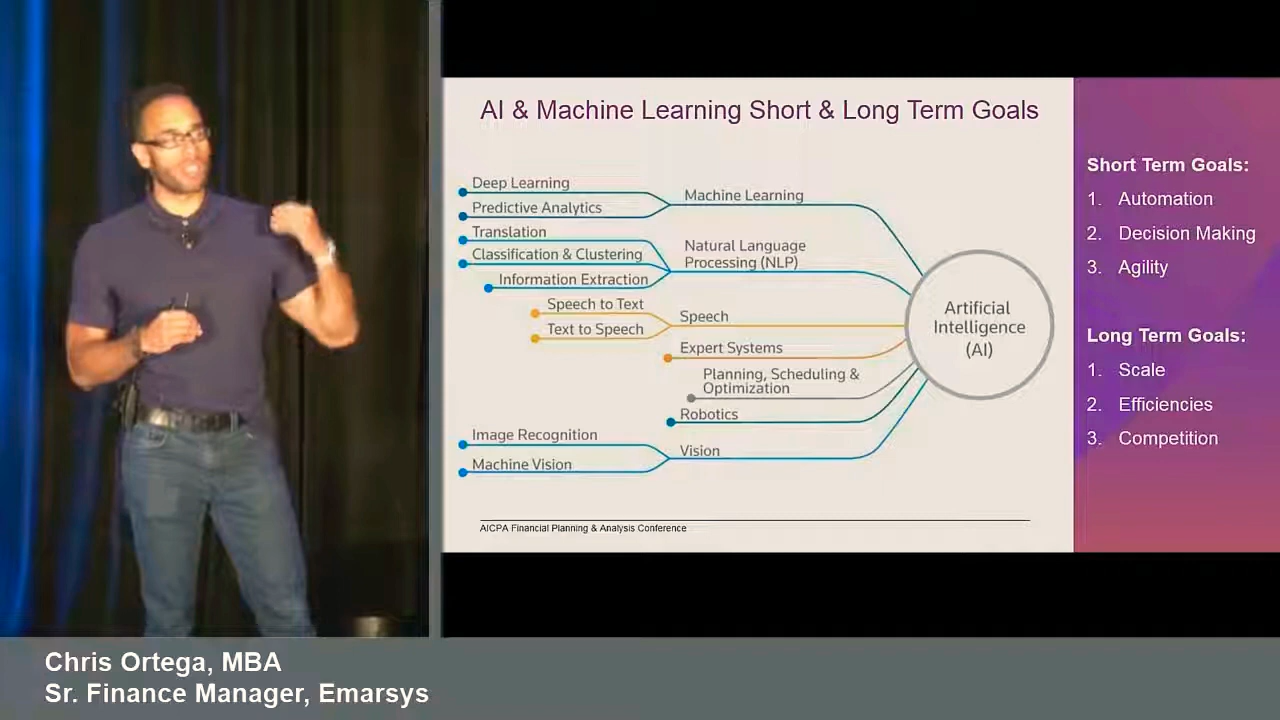 AI & Machine Learning Short & Long Term Goals
Deep Learning
Predictive Analytics
Machine Learning
Translation
Classification & Clustering
Information Extraction
Natural Language
Processing (NLP)
Speech to Text
Text to Speech
Speech
Expert Systems
Planning, Scheduling &
Optimization
Robotics
Image Recognition
Machine Vision
Vision
Artificial
Intelligence
(AI)
AICPA Financial Planning & Analysis Conference
Short Term Goals:
1. Automation
2. Decision Making
3. Agility
Long Term Goals:
1. Scale
2. Efficiencies
3. Competition
Chris Ortega, MBA
Sr. Finance Manager, Emarsys